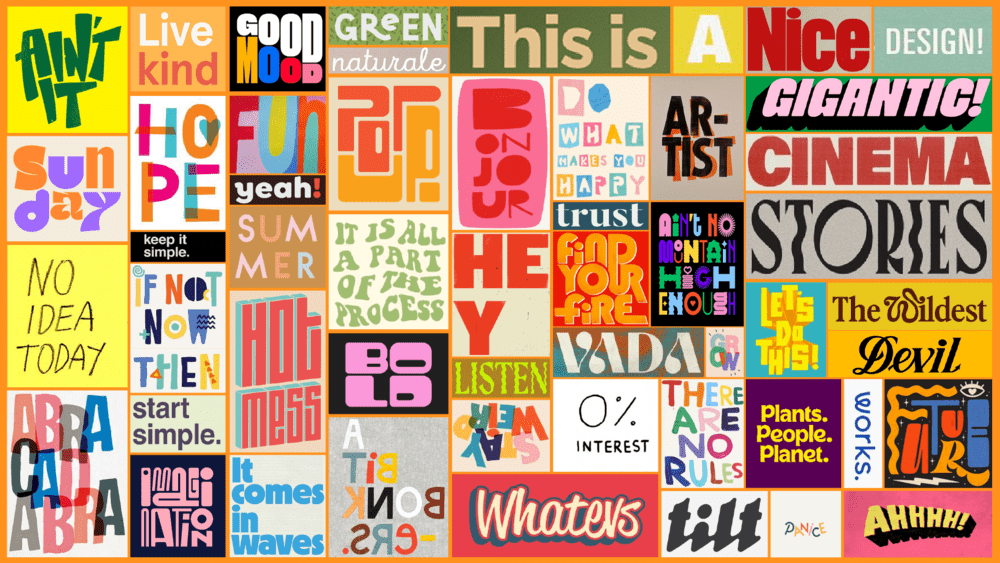 AIN'T
IT
Live
kind
GOOD
MOOD
GREEN
naturale
This is
A
Nice
DESIGN!
GIGANTIC!
Sun
day
HO
PE
FUN
yeah!
POP
UP!
BONJOUR
DO
WHAT
MAKES YOU
HAPPY
AR-
TIST
CINEMA
STORIES
NO
IDEA
TODAY
keep it
simple.
SUM
MER
IT IS ALL
A PART
OF THE
PROCESS
HE
Y
trust
FIND
YOUR
FIRE
AIN'T NO
MOUNTAIN
HIGH
ENOUGH
LET'S
DO
THIS!
The Wildest
Devil
IF NOT
NOW
THEN
HOT
MESS
BO
LD
LISTEN
VADA
GR
OW
ABRA
CAD
ABRA
start
simple.
IMAGI
NATION
It
comes
in
waves
A
BIT
BONK
-ERS.
STAY
WEIRD
0%
INTEREST
THERE
ARE
NO
RULES
Plants.
People.
Planet.
works.
Whatevs
tilt
AHHHH!